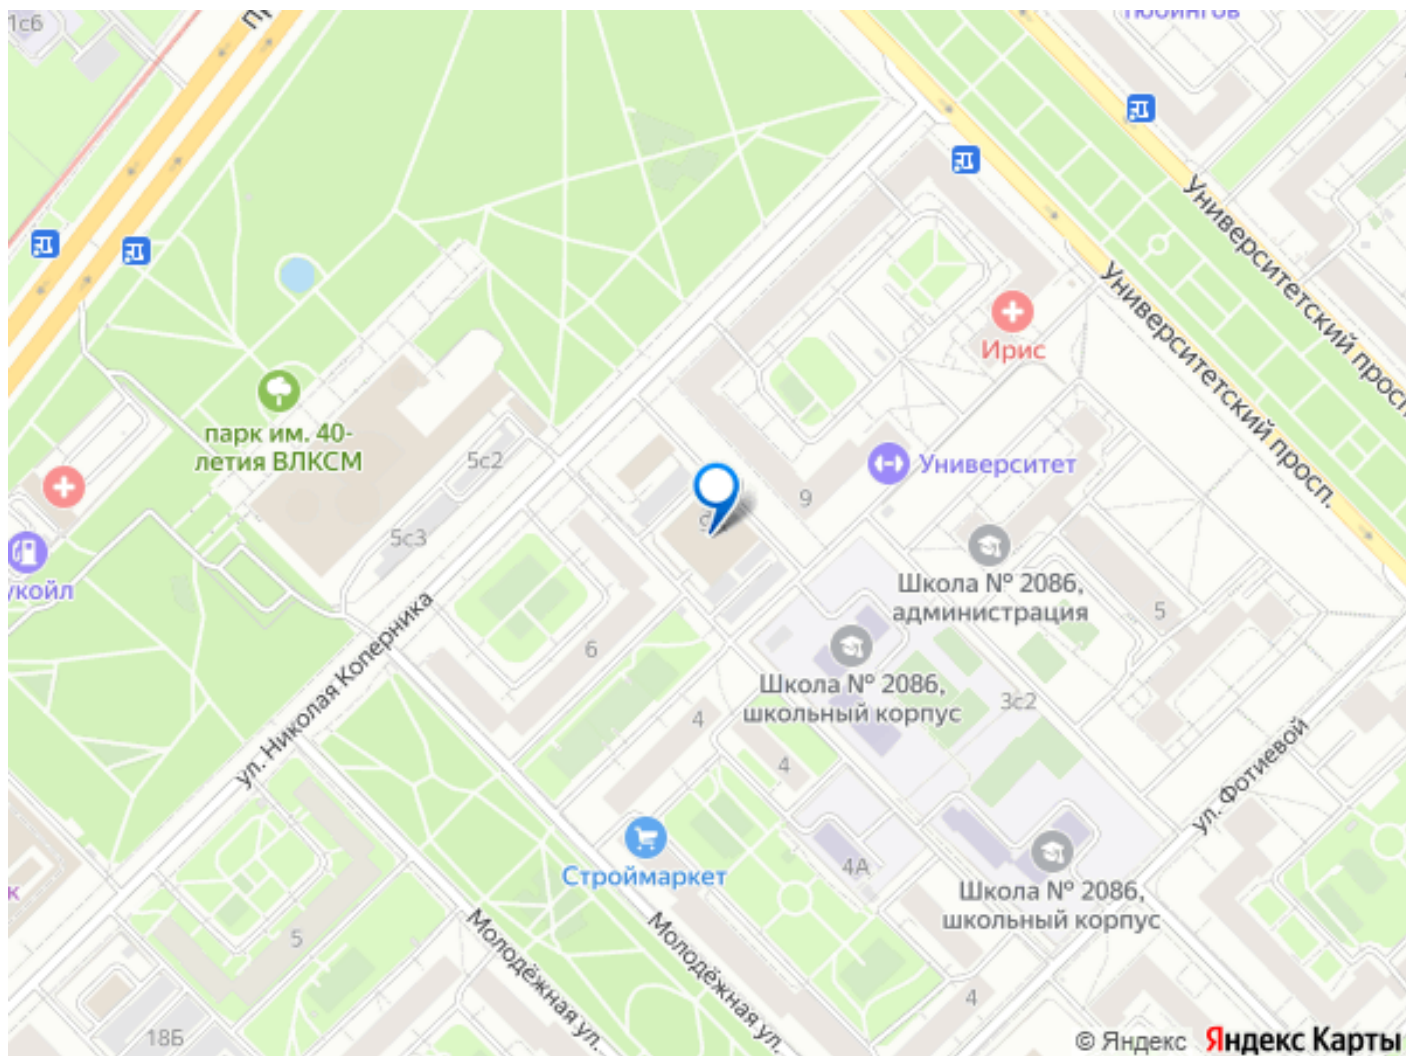 1с6
Университетский просп.
Университетский просп.
Ирис
парк им. 40-
летия ВЛКСМ
5с2
Университет
9
5с3
Школа № 2086,
администрация
5
укойл
ул. Николая Коперника
6
Школа № 2086,
школьный корпус
3с2
4
4
ул. Фотиевой
Строймаркет
4А
Школа № 2086,
школьный корпус
к
5
Молодёжная ул.
Молодёжная ул.
4
18Б
© Яндекс Яндекс Карты